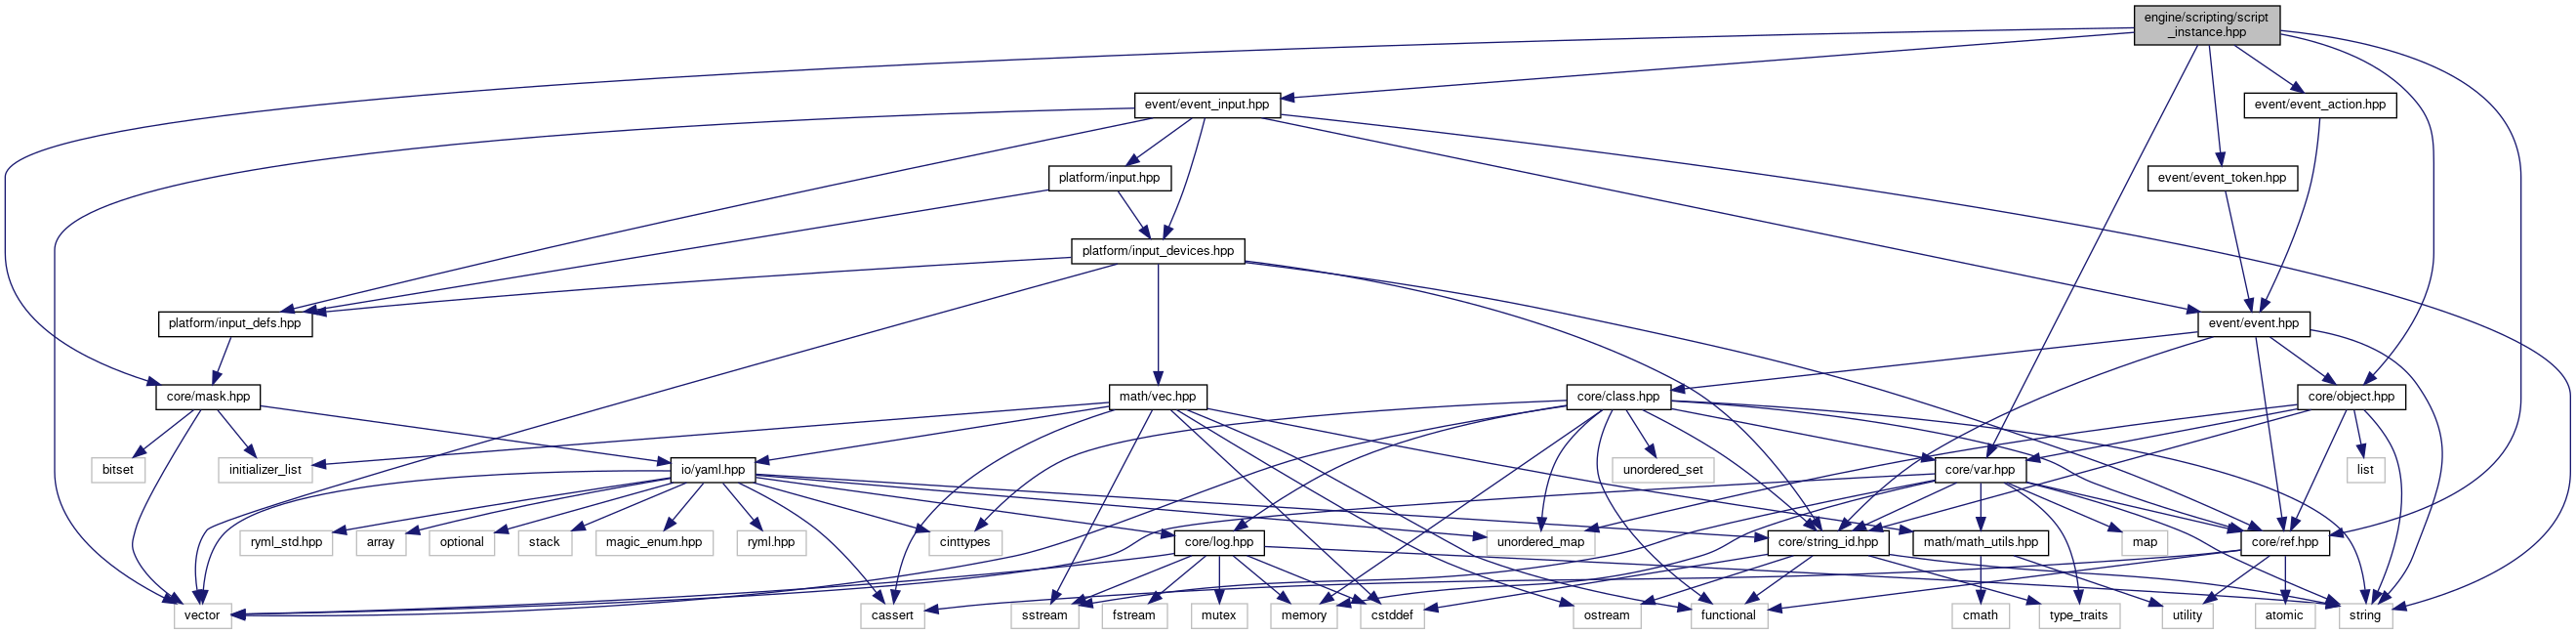 engine/scripting/script
_instance.hpp
event/event_input.hpp
event/event_action.hpp
platform/input.hpp
event/event_token.hpp
platform/input_devices.hpp
platform/input_defs.hpp
event/event.hpp
core/mask.hpp
math/vec.hpp
core/class.hpp
core/object.hpp
bitset
initializer_list
io/yaml.hpp
unordered_set
core/var.hpp
list
ryml_std.hpp
array
optional
stack
magic_enum.hpp
ryml.hpp
cinttypes
core/log.hpp
unordered_map
core/string_id.hpp
math/math_utils.hpp
map
core/ref.hpp
vector
cassert
sstream
fstream
mutex
memory
cstddef
ostream
functional
cmath
type_traits
utility
atomic
string